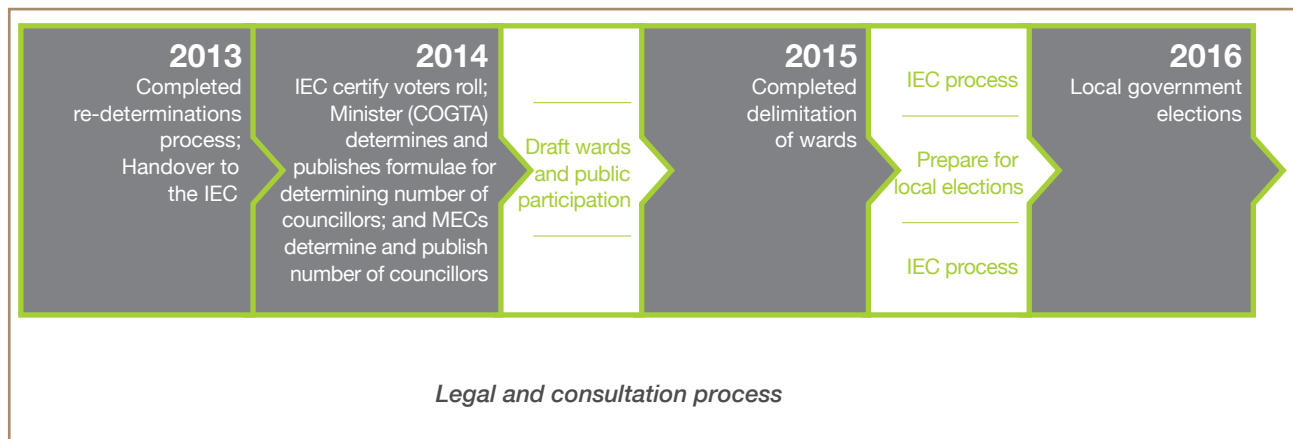 2013
Completed
re-determinations
process;
Handover to
the IEC
2014
IEC certify voters roll;
Minister (COGTA)
determines and
publishes formulae for
determining number of
councillors; and MECs
determine and publish
number of councillors
Draft wards
and public
participation
2015
Completed
delimitation
of wards
IEC process
Prepare for
local elections
IEC process
2016
Local government
elections
Legal and consultation process